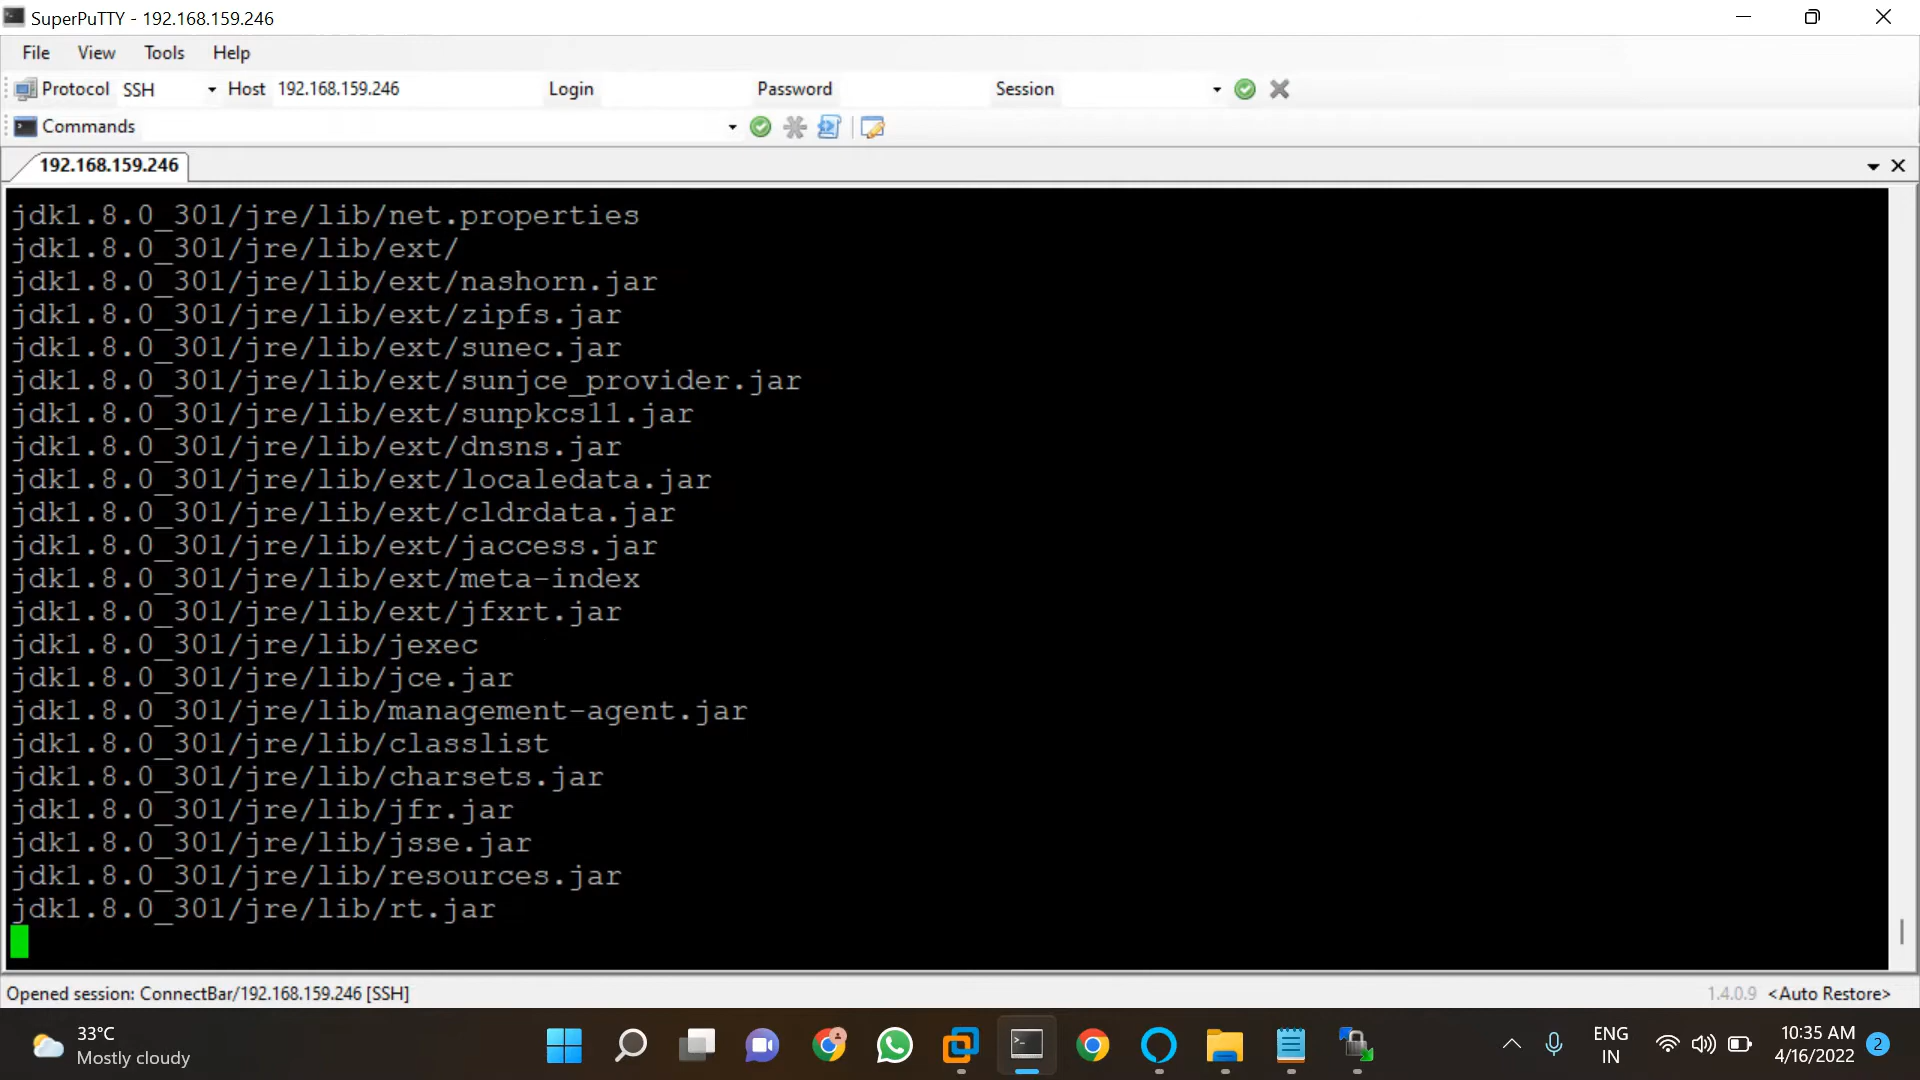 SuperPuTTY - 192.168.159.246
File View Tools Help
Protocol SSH Host 192.168.159.246 Login Password Session
Commands
192.168.159.246
jdk1.8.0_301/jre/lib/net.properties
jdk1.8.0_301/jre/lib/ext/
jdk1.8.0_301/jre/lib/ext/nashorn.jar
jdk1.8.0_301/jre/lib/ext/zipfs.jar
jdk1.8.0_301/jre/lib/ext/sunec.jar
jdk1.8.0_301/jre/lib/ext/sunjce_provider.jar
jdk1.8.0_301/jre/lib/ext/sunpkcs11.jar
jdk1.8.0_301/jre/lib/ext/dnsns.jar
jdk1.8.0_301/jre/lib/ext/localedata.jar
jdk1.8.0_301/jre/lib/ext/cldrdata.jar
jdk1.8.0_301/jre/lib/ext/jaccess.jar
jdk1.8.0_301/jre/lib/ext/meta-index
jdk1.8.0_301/jre/lib/ext/jfxrt.jar
jdk1.8.0_301/jre/lib/jexec
jdk1.8.0_301/jre/lib/jce.jar
jdk1.8.0_301/jre/lib/management-agent.jar
jdk1.8.0_301/jre/lib/classlist
jdk1.8.0_301/jre/lib/charsets.jar
jdk1.8.0_301/jre/lib/jfr.jar
jdk1.8.0_301/jre/lib/jsse.jar
jdk1.8.0_301/jre/lib/resources.jar
jdk1.8.0_301/jre/lib/rt.jar
Opened session: ConnectBar/192.168.159.246 [SSH] 1.4.0.9 <Auto Restore>
33°C
Mostly cloudy
ENG
IN
10:35 AM
4/16/2022
2